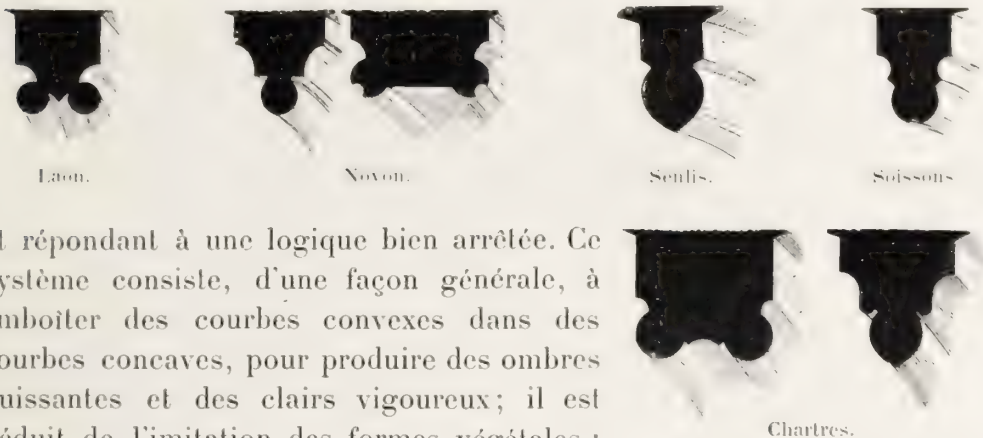 Laon.
Noyon.
Senlis.
Soissons
t répondant à une logique bien arrêtée. Ce
ystème consiste, d'une façon générale, à
mboîter des courbes convexes dans des
ourbes concaves, pour produire des ombres
uissantes et des clairs vigoureux; il est
éduit de l'imitation des formes végétales :
Chartres.